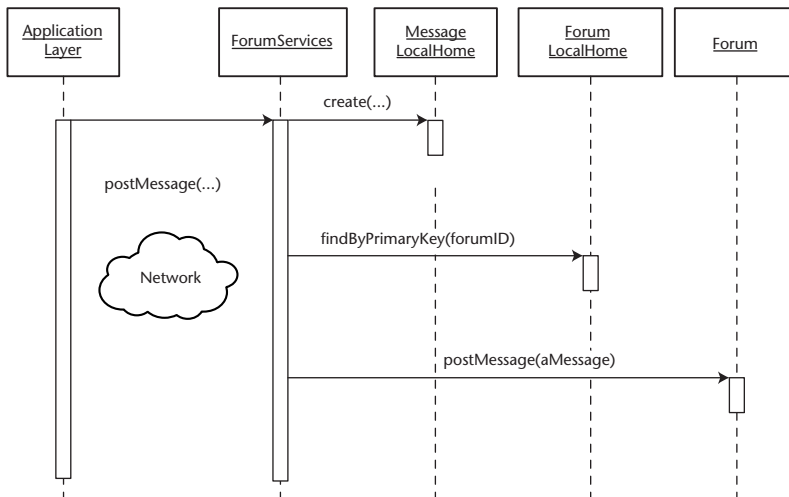 Application
Layer
ForumServices
Message
LocalHome
Forum
LocalHome
Forum
create(...)
postMessage(...)
findByPrimaryKey(forumID)
Network
postMessage(aMessage)